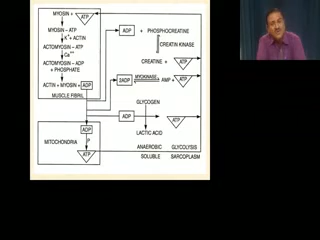 MYOSIN + ATP
MYOSIN – ATP
K⁺+ ACTIN
ACTOMYOSIN – ATP
Ca⁺⁺
ACTOMYOSIN – ADP
+ PHOSPHATE
ACTIN + MYOSIN + ADP
MUSCLE FIBRIL
ADP + PHOSPHOCREATINE
CREATIN KINASE
CREATINE + ATP
2ADP MYOKINASE AMP + ATP
GLYCOGEN
ADP ATP
LACTIC ACID
ADP
MITOCHONDRIA P
ATP
ANAEROBIC GLYCOLYSIS
SOLUBLE SARCOPLASM